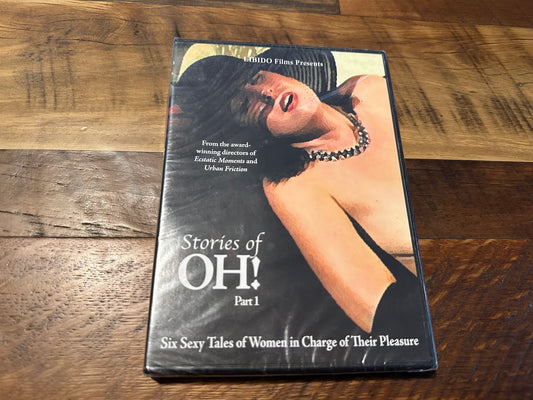 LIBIDO Films Presents
From the award-
winning directors of
Ecstatic Moments and
Urban Friction
Stories of
OH!
Part 1
Six Sexy Tales of Women in Charge of Their Pleasure